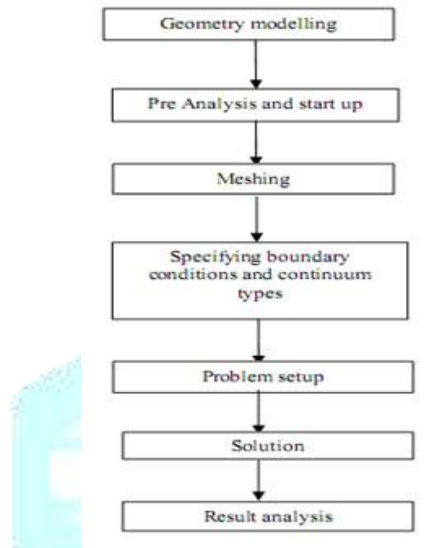 Geometry modelling
Pre Analysis and start up
Meshing
Specifying boundary
conditions and continuum
types
Problem setup
Solution
Result analysis